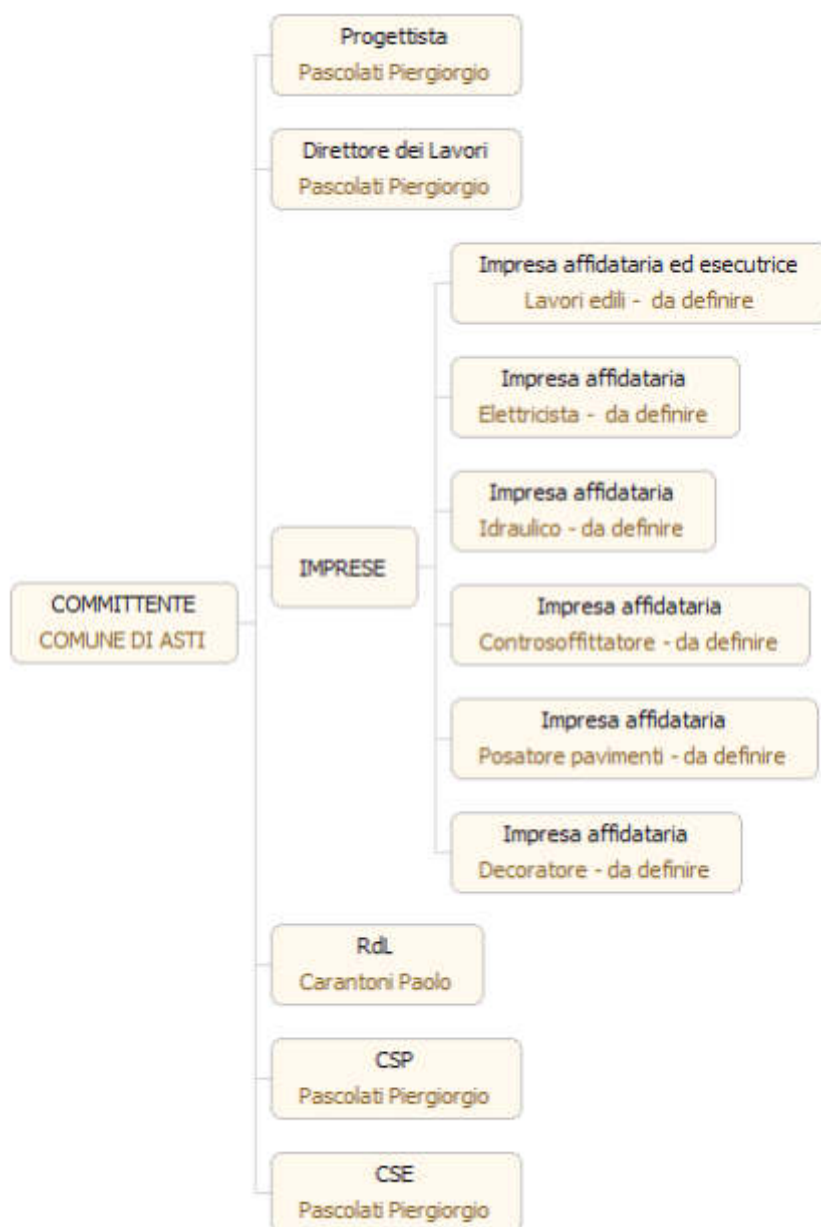 Progettista
Pascolati Piergiorgio
Direttore dei Lavori
Pascolati Piergiorgio
Impresa affidataria ed esecutrice
Lavori edili - da definire
Impresa affidataria
Elettricista - da definire
Impresa affidataria
Idraulico - da definire
IMPRESE
COMMITTENTE
COMUNE DI ASTI
Impresa affidataria
Controsoffittatore - da definire
Impresa affidataria
Posatore pavimenti - da definire
Impresa affidataria
Decoratore - da definire
RdL
Carantoni Paolo
CSP
Pascolati Piergiorgio
CSE
Pascolati Piergiorgio